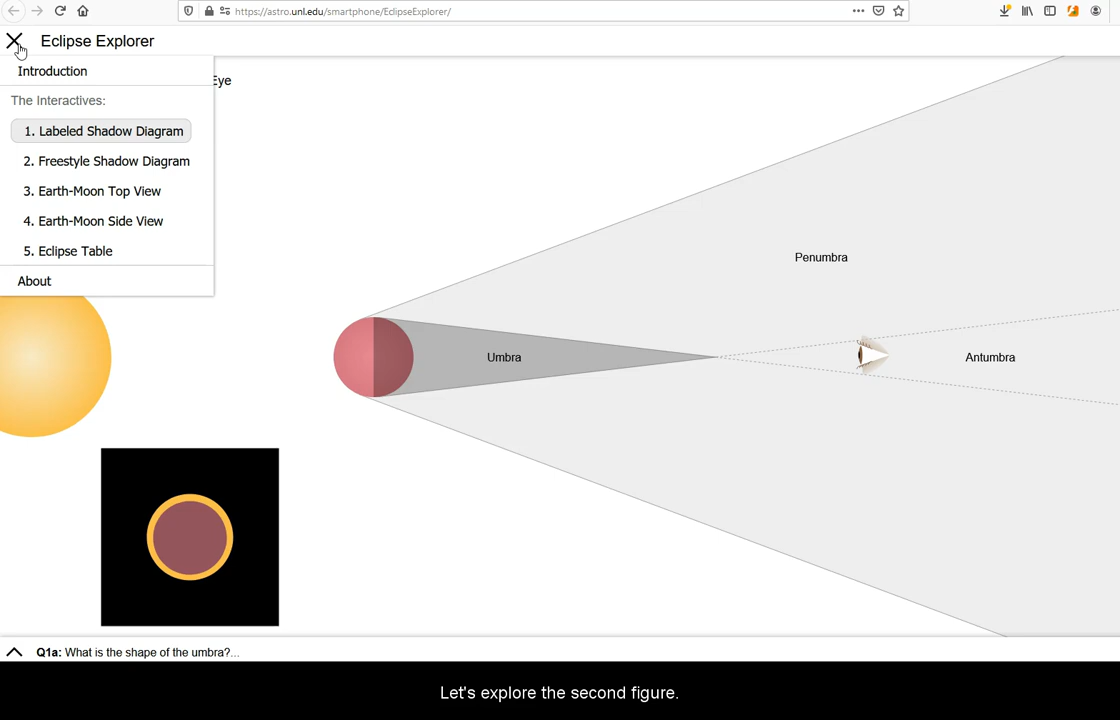 https://astro.unl.edu/smartphone/EclipseExplorer/
Eclipse Explorer
Introduction
Eye
The Interactives:
1. Labeled Shadow Diagram
2. Freestyle Shadow Diagram
3. Earth-Moon Top View
4. Earth-Moon Side View
5. Eclipse Table
About
Penumbra
Umbra
Antumbra
Q1a: What is the shape of the umbra?...
Let's explore the second figure.